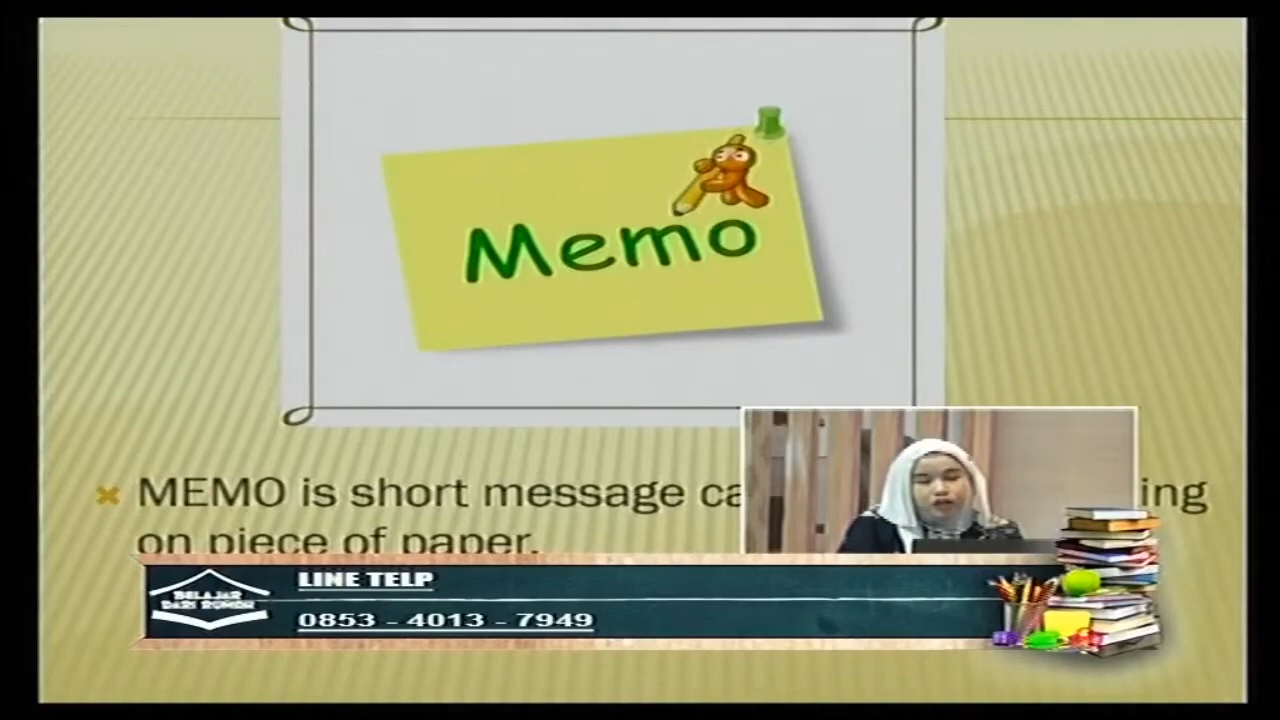 Memo
MEMO is short message ca ing
on piece of paper.
LINE TELP
BELAJAR
DARI RUMAH
0853 - 4013 - 7949